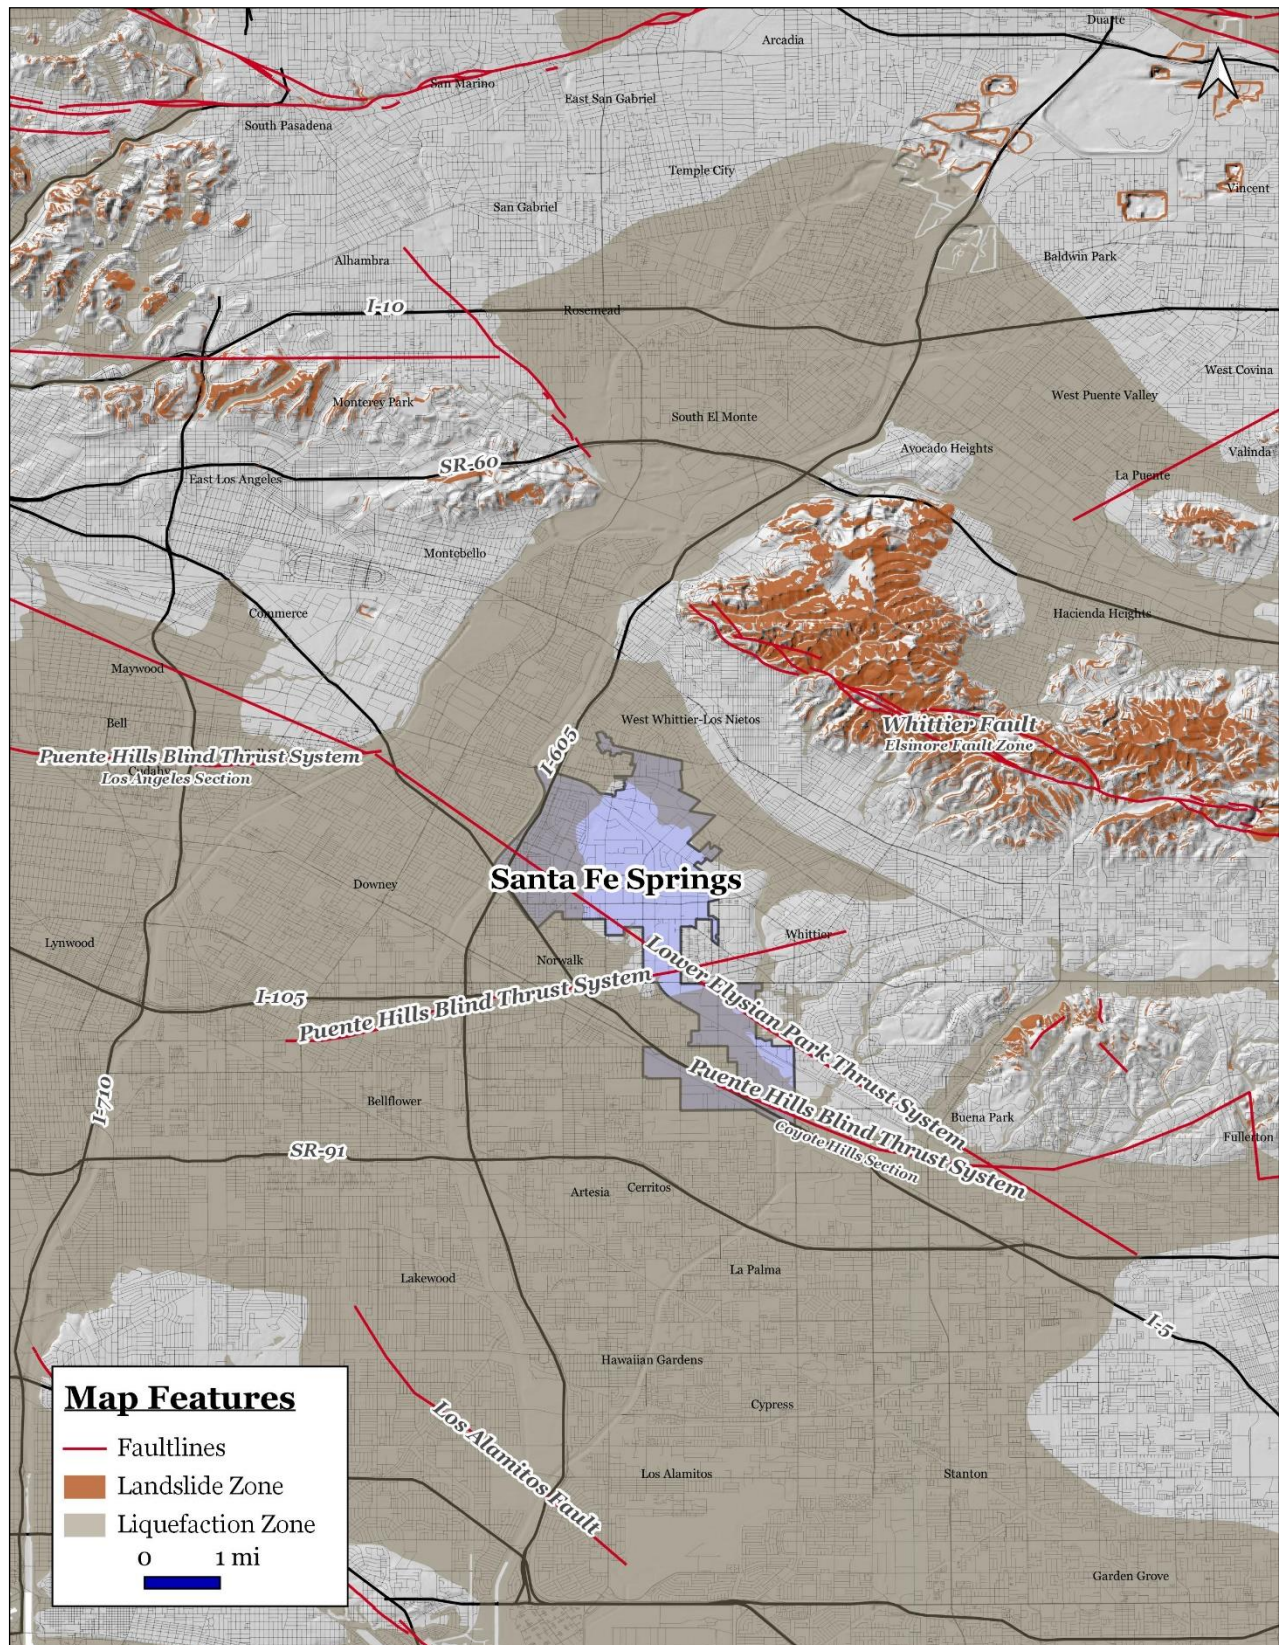 Duarte
Arcadia
San Marino
East San Gabriel
South Pasadena
Temple City
Vincent
San Gabriel
Alhambra
Baldwin Park
I-10
Rosemead
West Covina
West Puente Valley
Monterey Park
South El Monte
Avocado Heights
Valinda
SR-60
La Puente
East Los Angeles
Montebello
Commerce
Hacienda Heights
Maywood
Bell
West Whittier-Los Nietos
Whittier Fault
Elsinore Fault Zone
I-605
Puente Hills Blind Thrust System
Cudahy
Los Angeles Section
Santa Fe Springs
Downey
Lynwood
Whittier
Norwalk
Lower Elysian Park Thrust System
I-105
Puente Hills Blind Thrust System
I-710
Bellflower
Puente Hills Blind Thrust System
Coyote Hills Section
Buena Park
Fullerton
SR-91
Artesia
Cerritos
La Palma
Lakewood
I-5
Hawaiian Gardens
Cypress
Los Alamitos Fault
Los Alamitos
Stanton
Garden Grove
Map Features
Faultlines
Landslide Zone
Liquefaction Zone
0 1 mi